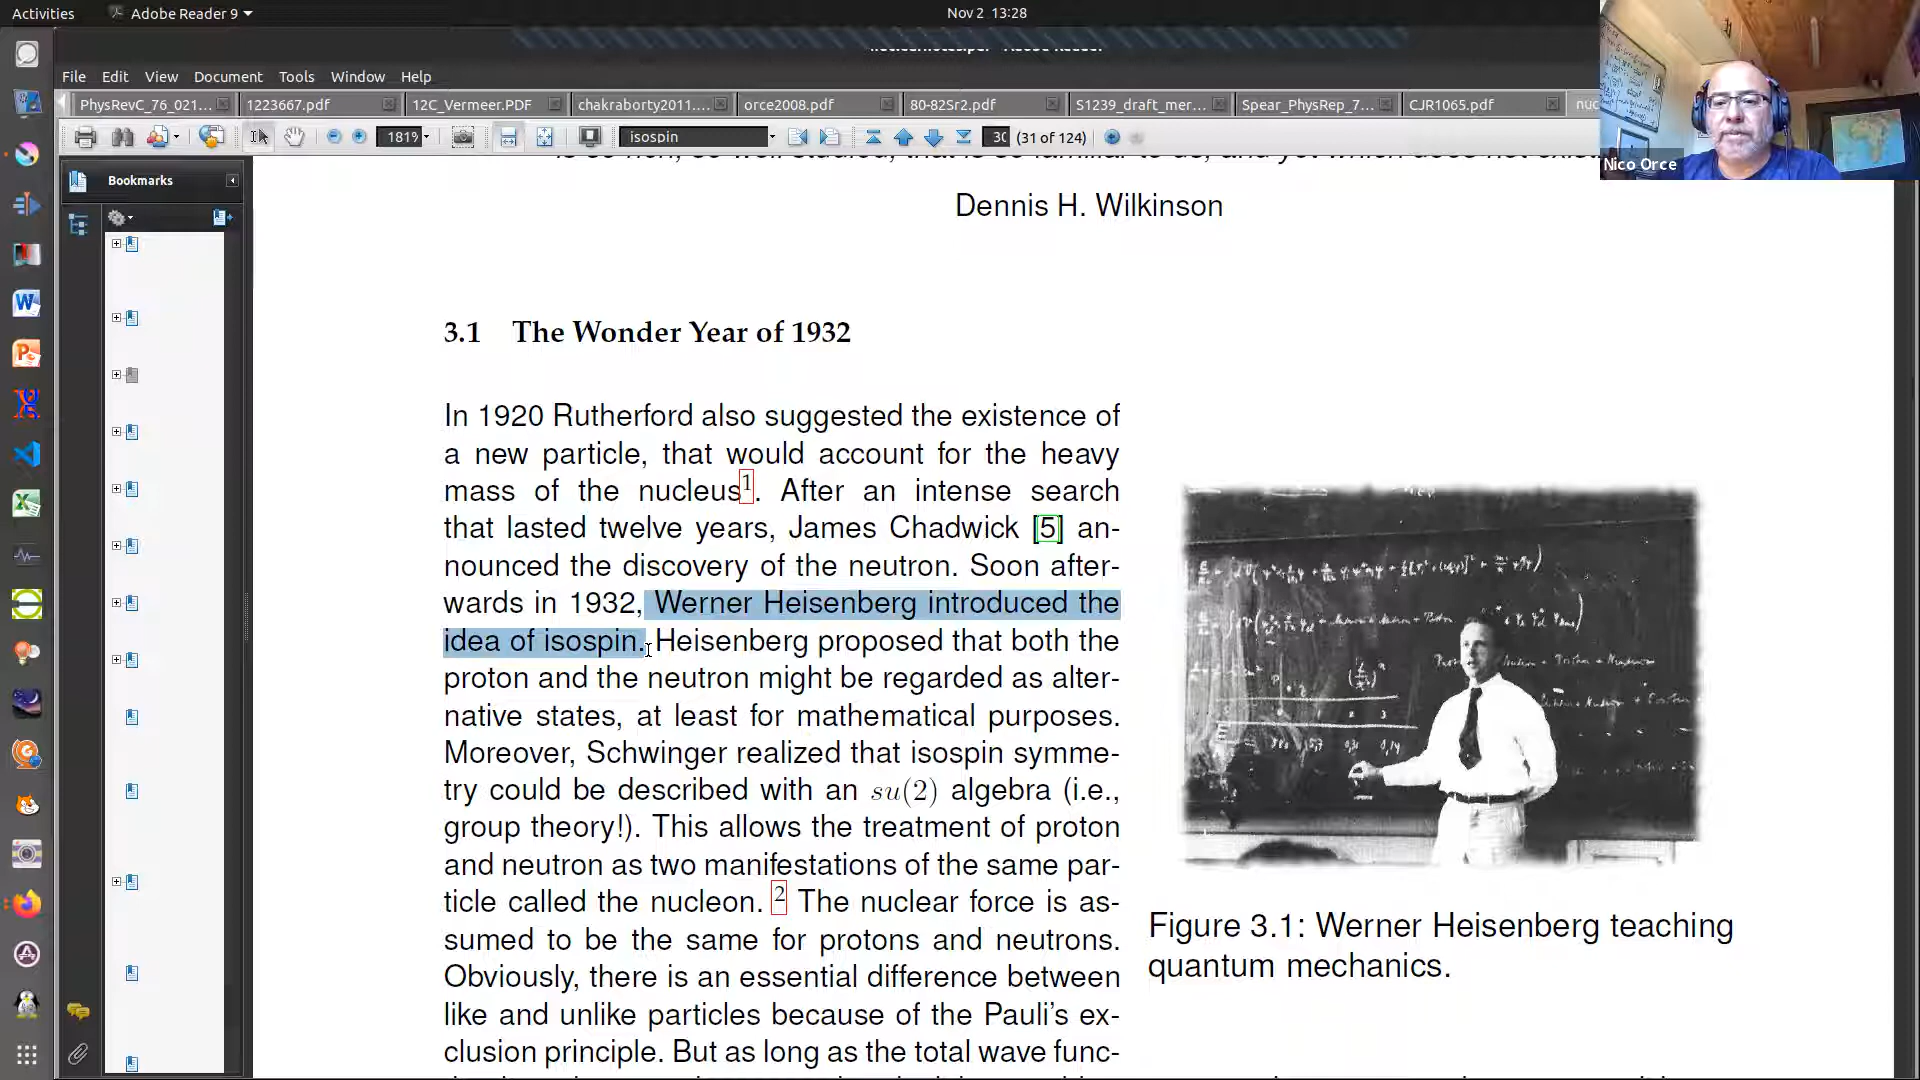 Activities
Adobe Reader 9
Nov 2 13:28
File Edit View Document Tools Window Help
PhysRevC_76_021...
1223667.pdf
12C_Vermeer.PDF
chakraborty2011....
orce2008.pdf
80-82Sr2.pdf
S1239_draft_mer...
Spear_PhysRep_7...
CJR1065.pdf
nuc
1819
isospin
30
(31 of 124)
Nico Orce
Bookmarks
Dennis H. Wilkinson
3.1 The Wonder Year of 1932
In 1920 Rutherford also suggested the existence of
a new particle, that would account for the heavy
mass of the nucleus1. After an intense search
that lasted twelve years, James Chadwick [5] an-
nounced the discovery of the neutron. Soon after-
wards in 1932, Werner Heisenberg introduced the
idea of isospin. Heisenberg proposed that both the
proton and the neutron might be regarded as alter-
native states, at least for mathematical purposes.
Moreover, Schwinger realized that isospin symme-
try could be described with an su(2) algebra (i.e.,
group theory!). This allows the treatment of proton
and neutron as two manifestations of the same par-
ticle called the nucleon. 2 The nuclear force is as-
sumed to be the same for protons and neutrons.
Obviously, there is an essential difference between
like and unlike particles because of the Pauli's ex-
clusion principle. But as long as the total wave func-
Figure 3.1: Werner Heisenberg teaching
quantum mechanics.